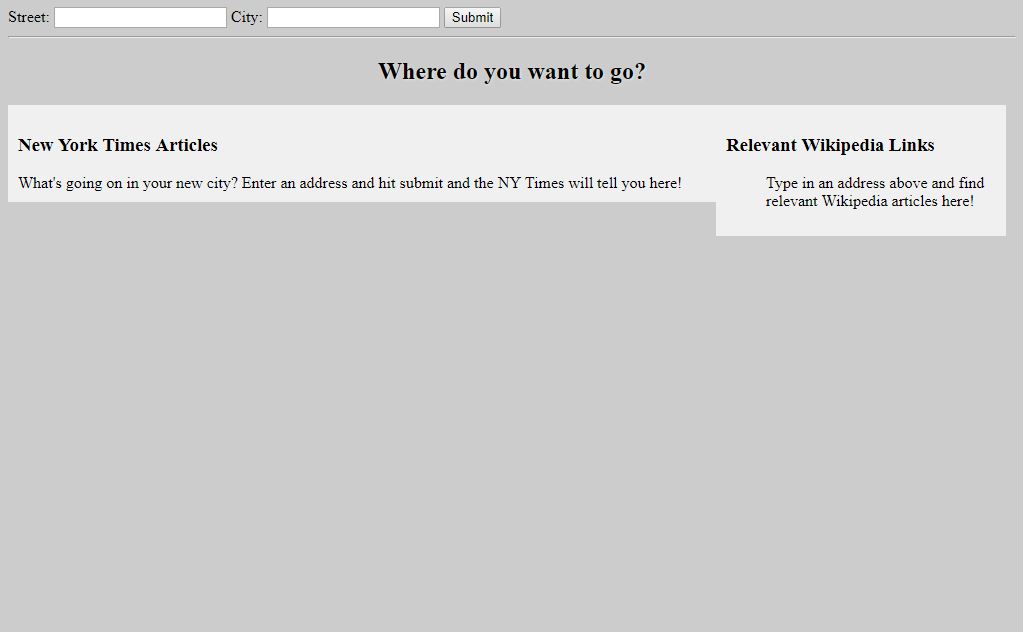 Street: City: Submit
Where do you want to go?
New York Times Articles
What's going on in your new city? Enter an address and hit submit and the NY Times will tell you here!
Relevant Wikipedia Links
Type in an address above and find
relevant Wikipedia articles here!